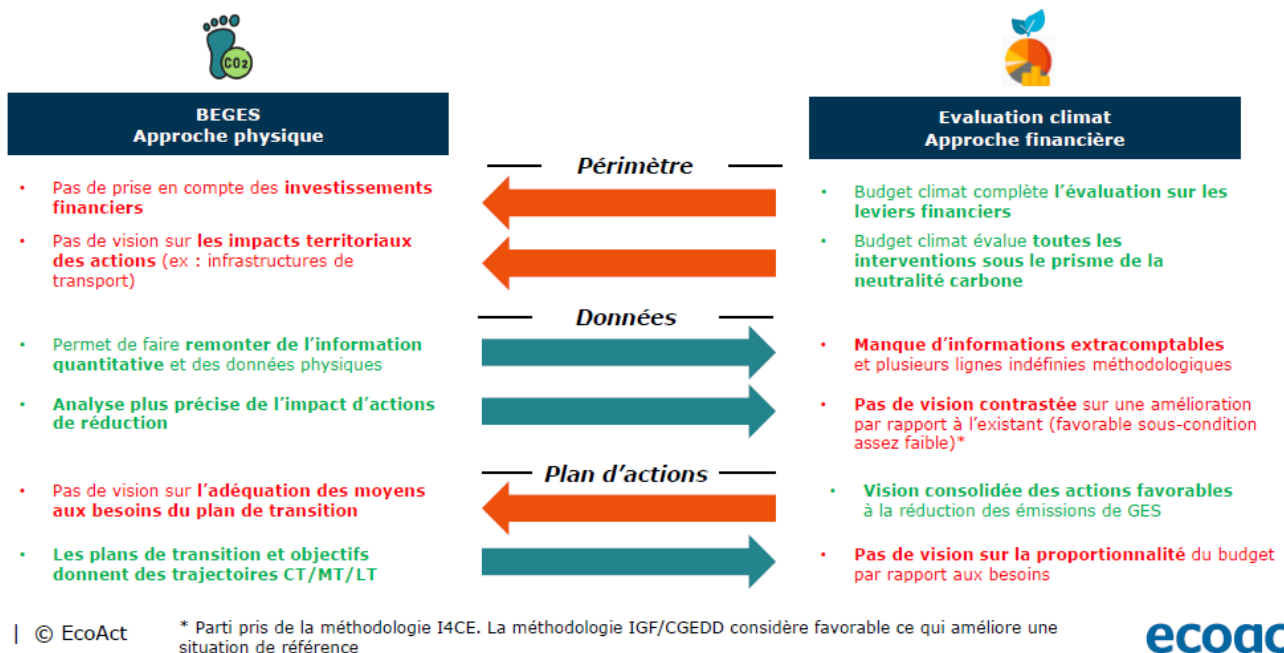 CO2
BEGES
Approche physique
Evaluation climat
Approche financière
Périmètre
• Pas de prise en compte des investissements
financiers
• Budget climat complète l'évaluation sur les
leviers financiers
• Pas de vision sur les impacts territoriaux
des actions (ex : infrastructures de
transport)
• Budget climat évalue toutes les
interventions sous le prisme de la
neutralité carbone
Données
• Permet de faire remonter de l'information
quantitative et des données physiques
• Manque d'informations extracomptables
et plusieurs lignes indéfinies méthodologiques
• Analyse plus précise de l'impact d'actions
de réduction
• Pas de vision contrastée sur une amélioration
par rapport à l'existant (favorable sous-condition
assez faible)*
Plan d'actions
• Pas de vision sur l'adéquation des moyens
aux besoins du plan de transition
• Vision consolidée des actions favorables
à la réduction des émissions de GES
• Les plans de transition et objectifs
donnent des trajectoires CT/MT/LT
• Pas de vision sur la proportionnalité du budget
par rapport aux besoins
| © EcoAct
* Parti pris de la méthodologie I4CE. La méthodologie IGF/CGEDD considère favorable ce qui améliore une
situation de référence
ecoac